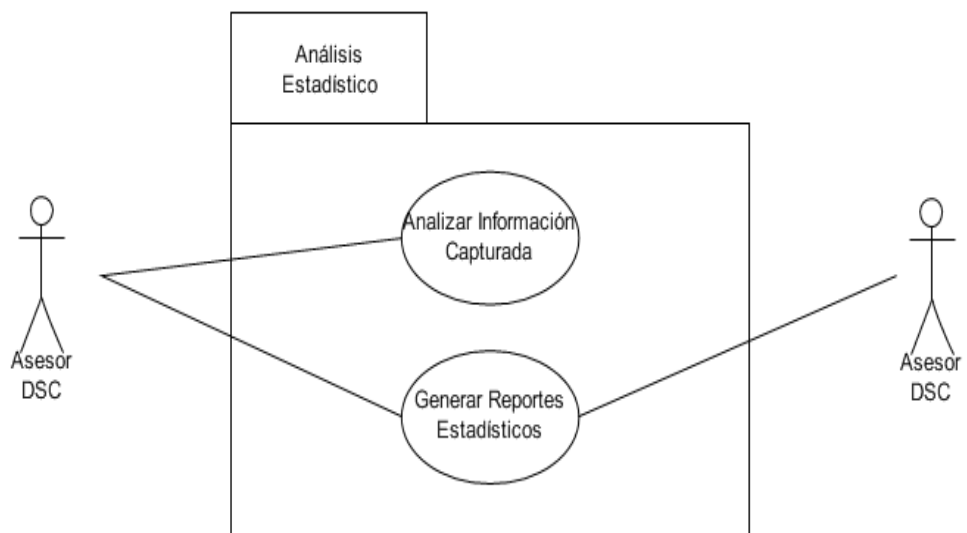 Análisis
Estadístico
Analizar Información
Capturada
Asesor
DSC
Generar Reportes
Estadísticos
Asesor
DSC